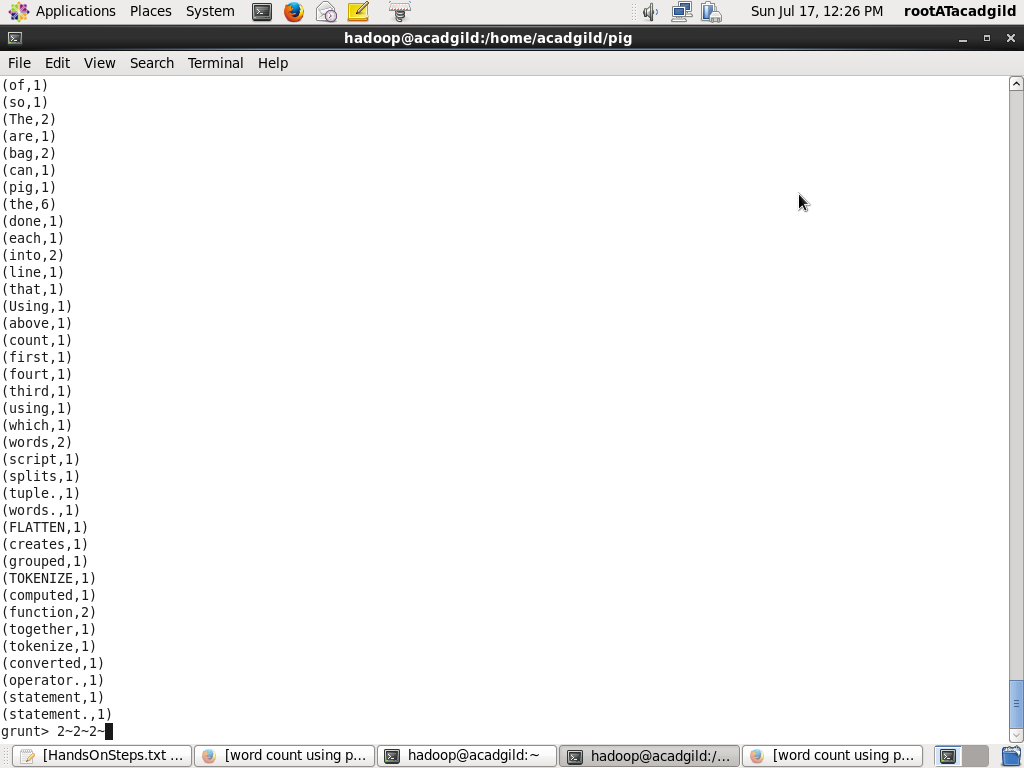 Applications Places System Sun Jul 17, 12:26 PM rootATacadgild
hadoop@acadgild:/home/acadgild/pig
File Edit View Search Terminal Help
(of,1)
(so,1)
(The,2)
(are,1)
(bag,2)
(can,1)
(pig,1)
(the,6)
(done,1)
(each,1)
(into,2)
(line,1)
(that,1)
(Using,1)
(above,1)
(count,1)
(first,1)
(fourt,1)
(third,1)
(using,1)
(which,1)
(words,2)
(script,1)
(splits,1)
(tuple.,1)
(words.,1)
(FLATTEN,1)
(creates,1)
(grouped,1)
(TOKENIZE,1)
(computed,1)
(function,2)
(together,1)
(tokenize,1)
(converted,1)
(operator.,1)
(statement,1)
(statement.,1)
grunt> 2~2~2~
[HandsOnSteps.txt ... [word count using p... hadoop@acadgild:~ hadoop@acadgild:/... [word count using p...